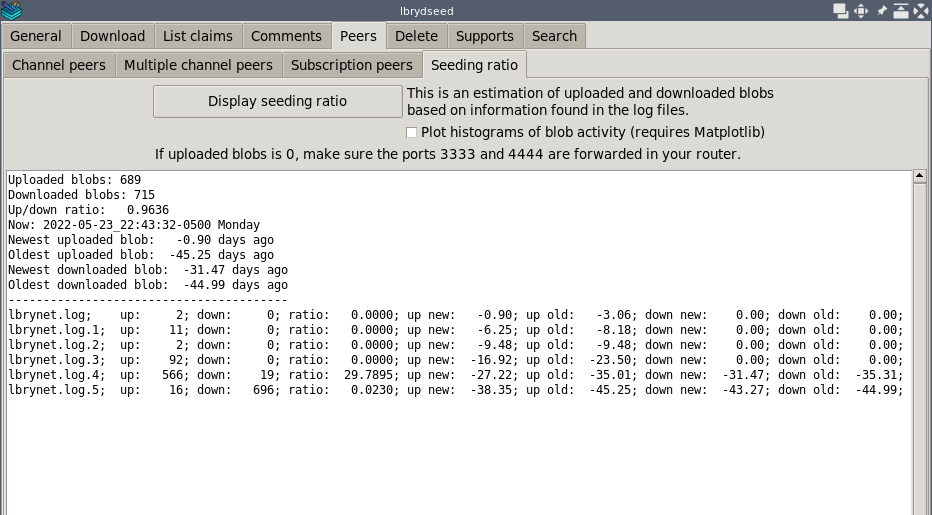 lbrydseed
General Download List claims Comments Peers Delete Supports Search
Channel peers Multiple channel peers Subscription peers Seeding ratio
Display seeding ratio
This is an estimation of uploaded and downloaded blobs
based on information found in the log files.
Plot histograms of blob activity (requires Matplotlib)
If uploaded blobs is 0, make sure the ports 3333 and 4444 are forwarded in your router.
Uploaded blobs: 689
Downloaded blobs: 715
Up/down ratio:   0.9636
Now: 2022-05-23_22:43:32-0500 Monday
Newest uploaded blob:   -0.90 days ago
Oldest uploaded blob:  -45.25 days ago
Newest downloaded blob:  -31.47 days ago
Oldest downloaded blob:  -44.99 days ago
----------------------------------------
lbrynet.log;    up:     2; down:     0; ratio:   0.0000; up new:   -0.90; up old:   -3.06; down new:    0.00; down old:    0.00;
lbrynet.log.1;  up:    11; down:     0; ratio:   0.0000; up new:   -6.25; up old:   -8.18; down new:    0.00; down old:    0.00;
lbrynet.log.2;  up:     2; down:     0; ratio:   0.0000; up new:   -9.48; up old:   -9.48; down new:    0.00; down old:    0.00;
lbrynet.log.3;  up:    92; down:     0; ratio:   0.0000; up new:  -16.92; up old:  -23.50; down new:    0.00; down old:    0.00;
lbrynet.log.4;  up:   566; down:    19; ratio:  29.7895; up new:  -27.22; up old:  -35.01; down new:  -31.47; down old:  -35.31;
lbrynet.log.5;  up:    16; down:   696; ratio:   0.0230; up new:  -38.35; up old:  -45.25; down new:  -43.27; down old:  -44.99;